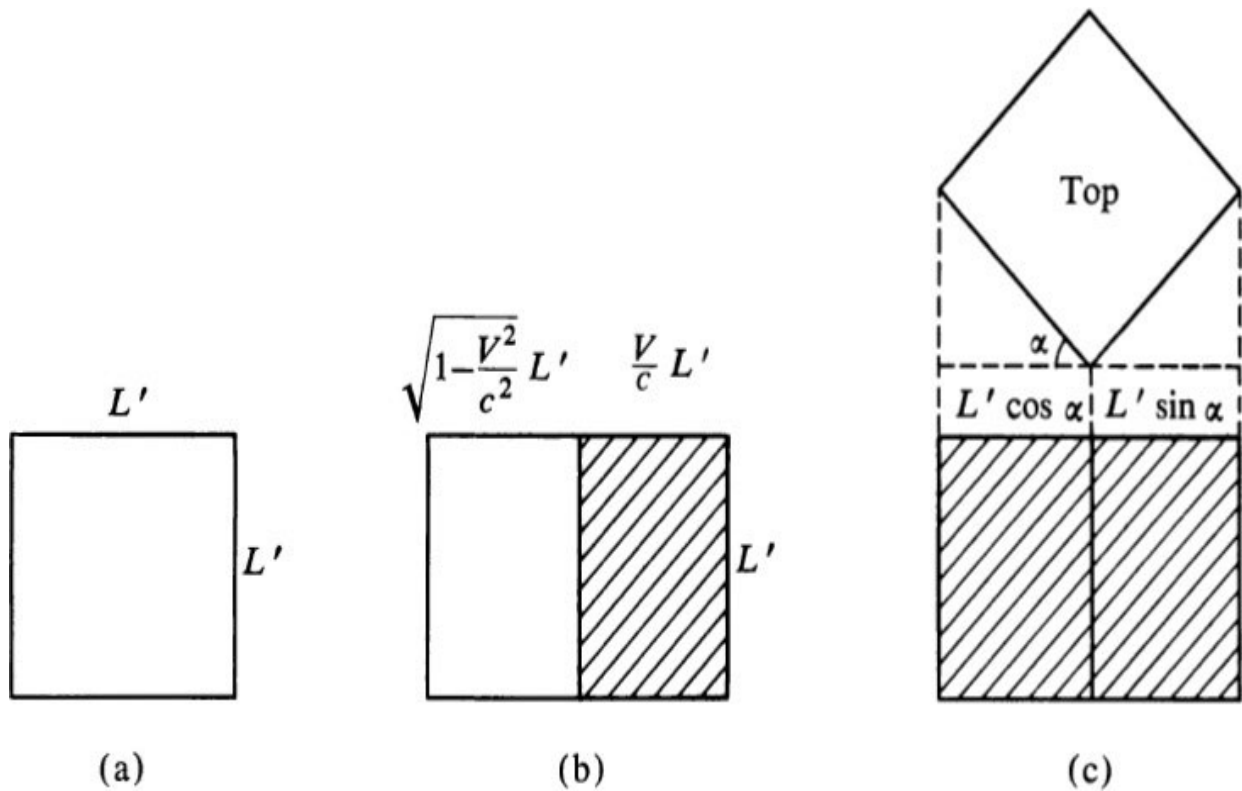 L′
L′
(a)
√1−V²/c² L′
V/c L′
L′
(b)
Top
α
L′ cos α
L′ sin α
(c)